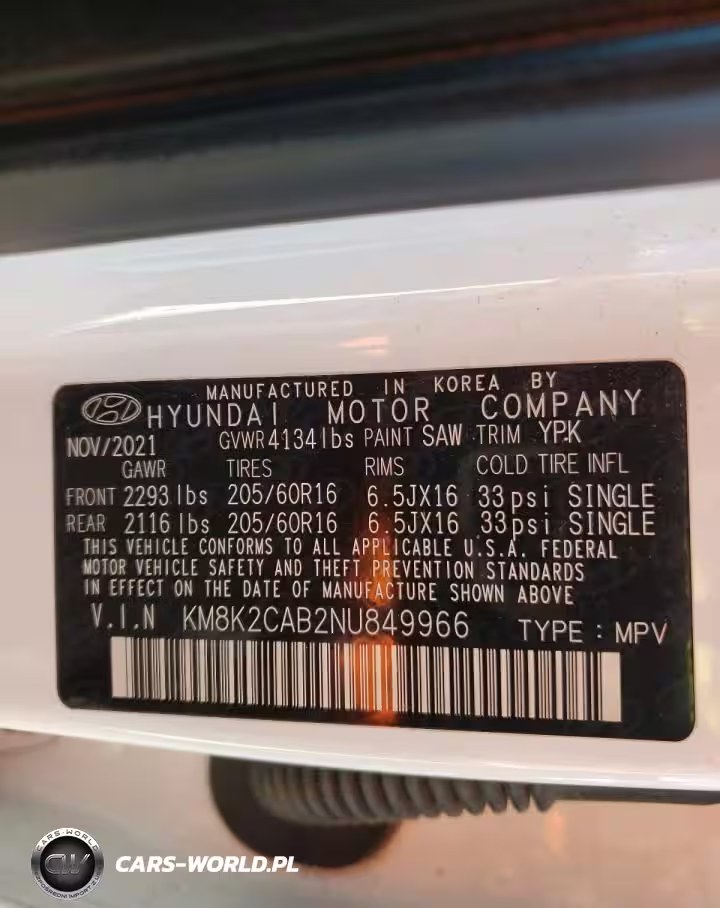 MANUFACTURED IN KOREA BY
HYUNDAI MOTOR COMPANY
NOV/2021 GVWR 4134 lbs PAINT SAW TRIM YPK
GAWR TIRES RIMS COLD TIRE INFL
FRONT 2293 lbs 205/60R16 6.5JX16 33psi SINGLE
REAR 2116 lbs 205/60R16 6.5JX16 33psi SINGLE
THIS VEHICLE CONFORMS TO ALL APPLICABLE U.S.A. FEDERAL
MOTOR VEHICLE SAFETY AND THEFT PREVENTION STANDARDS
IN EFFECT ON THE DATE OF MANUFACTURE SHOWN ABOVE
V.I.N KM8K2CAB2NU849966 TYPE : MPV
CARS-WORLD
CW
CARS-WORLD.PL